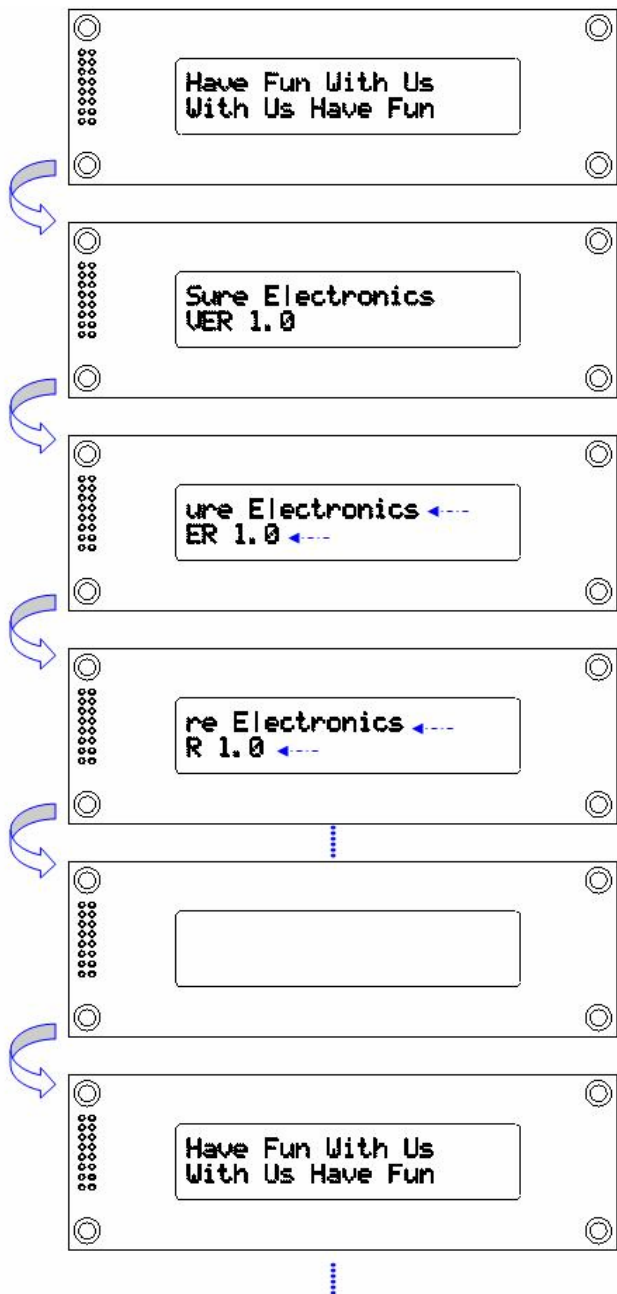 Have Fun With Us
With Us Have Fun
Sure Electronics
VER 1.0
ure Electronics
ER 1.0
re Electronics
R 1.0
Have Fun With Us
With Us Have Fun